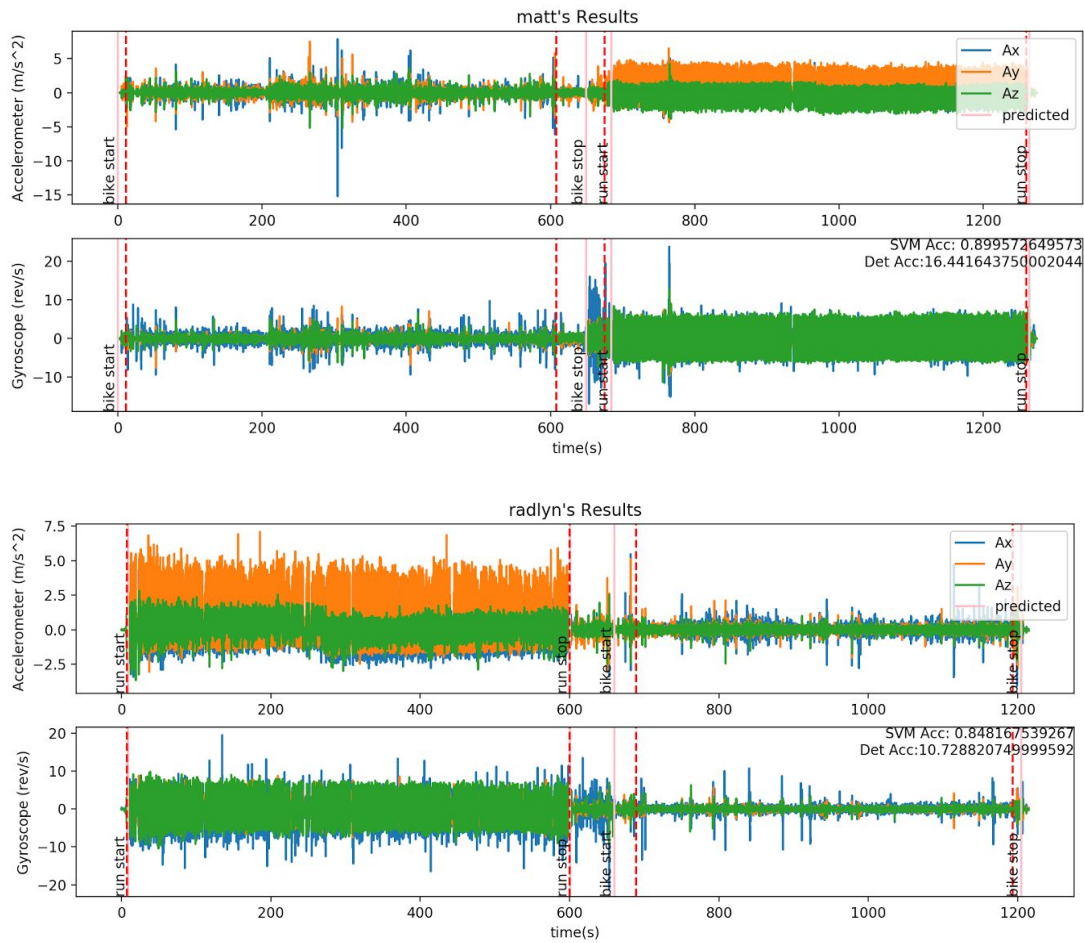 matt's Results
Accelerometer (m/s^2)
5
0
−5
−10
−15
bike start
bike stop
run start
run stop
Ax
Ay
Az
predicted
0
200
400
600
800
1000
1200
Gyroscope (rev/s)
20
10
0
−10
bike start
bike stop
run start
run stop
SVM Acc: 0.899572649573
Det Acc:16.441643750002044
0
200
400
600
800
1000
1200
time(s)
radlyn's Results
Accelerometer (m/s^2)
7.5
5.0
2.5
0.0
−2.5
run start
run stop
bike start
bike stop
Ax
Ay
Az
predicted
0
200
400
600
800
1000
1200
Gyroscope (rev/s)
20
10
0
−10
−20
run start
run stop
bike start
bike stop
SVM Acc: 0.848167539267
Det Acc:10.728820749999592
0
200
400
600
800
1000
1200
time(s)